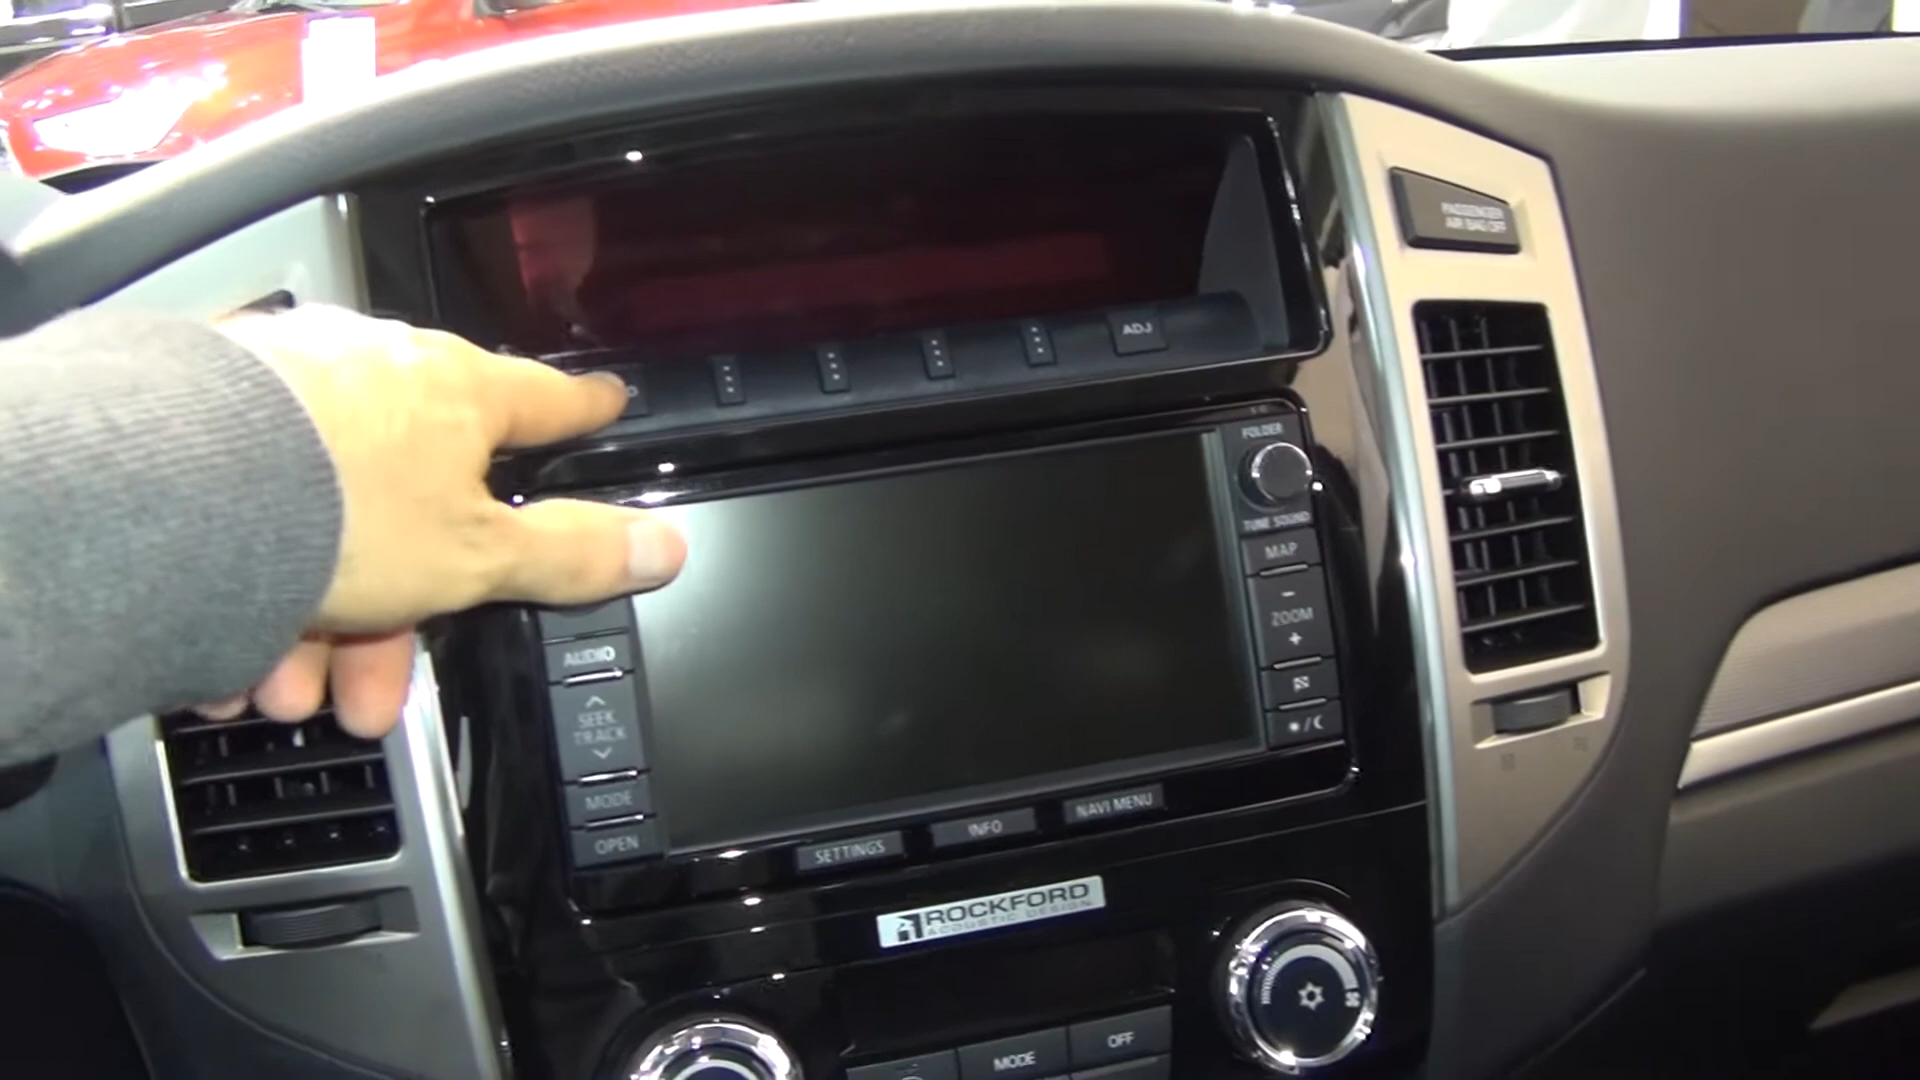 PASSENGER
AIR BAG OFF
ADJ
FOLDER
TUNE SOUND
MAP
-
ZOOM
+
AUDIO
SEEK
TRACK
MODE
OPEN
SETTINGS
INFO
NAVI MENU
ROCKFORD
ACOUSTIC DESIGN
MODE
OFF